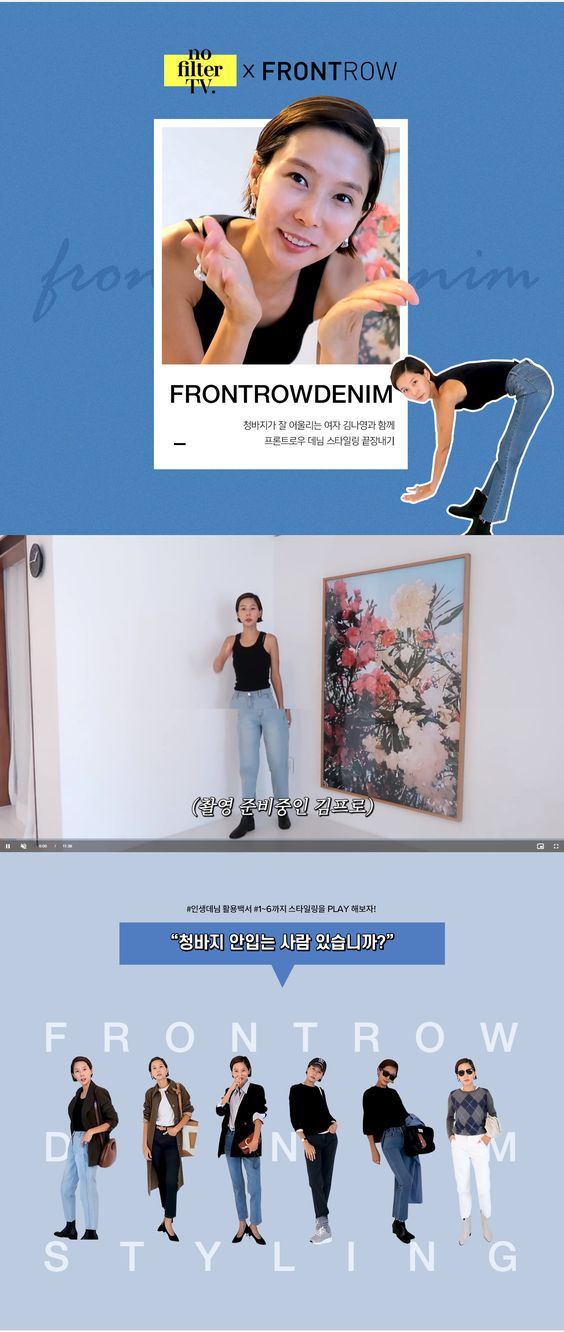 no
filter
TV.
x FRONTROW
FRONTROWDENIM
청바지가 잘 어울리는 여자 김나영과 함께
프론트로우 데님 스타일링 끝장내기
(촬영 준비중인 김프로)
0:00 / 11:36
#인생데님 활용백서 #1~6까지 스타일링을 PLAY 해보자!
“청바지 안입는 사람 있습니까?”
FRONTROW
STYLING